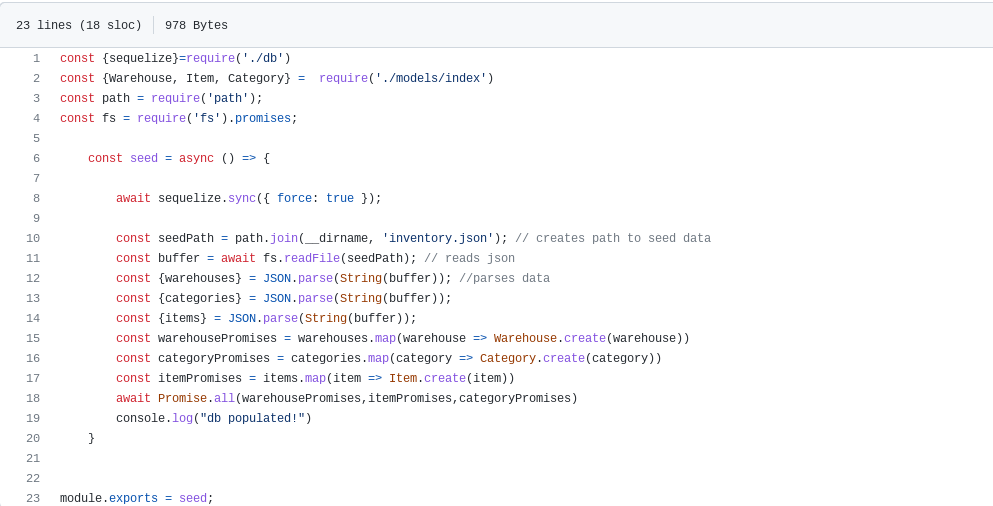 23 lines (18 sloc) 978 Bytes
1 const {sequelize}=require('./db')
2 const {Warehouse, Item, Category} =  require('./models/index')
3 const path = require('path');
4 const fs = require('fs').promises;
5
6     const seed = async () => {
7
8         await sequelize.sync({ force: true });
9
10         const seedPath = path.join(__dirname, 'inventory.json'); // creates path to seed data
11         const buffer = await fs.readFile(seedPath); // reads json
12         const {warehouses} = JSON.parse(String(buffer)); //parses data
13         const {categories} = JSON.parse(String(buffer));
14         const {items} = JSON.parse(String(buffer));
15         const warehousePromises = warehouses.map(warehouse => Warehouse.create(warehouse))
16         const categoryPromises = categories.map(category => Category.create(category))
17         const itemPromises = items.map(item => Item.create(item))
18         await Promise.all(warehousePromises,itemPromises,categoryPromises)
19         console.log("db populated!")
20     }
21
22
23 module.exports = seed;